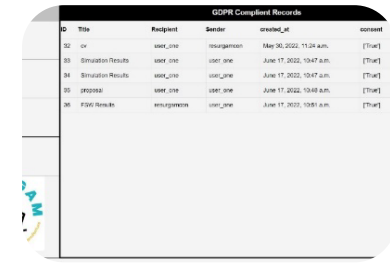 GDPR Complient Records
ID Title Recipient Sender created_at consent
32 cv user_one resurgamcen May 30, 2022, 11:24 a.m. ['True']
33 Simulation Results user_one user_one June 17, 2022, 10:47 a.m. ['True']
34 Simulation Results user_one user_one June 17, 2022, 10:47 a.m. ['True']
35 proposal user_one user_one June 17, 2022, 10:48 a.m. ['True']
36 FSW Results resurgamcen user_one June 17, 2022, 10:51 a.m. ['True']